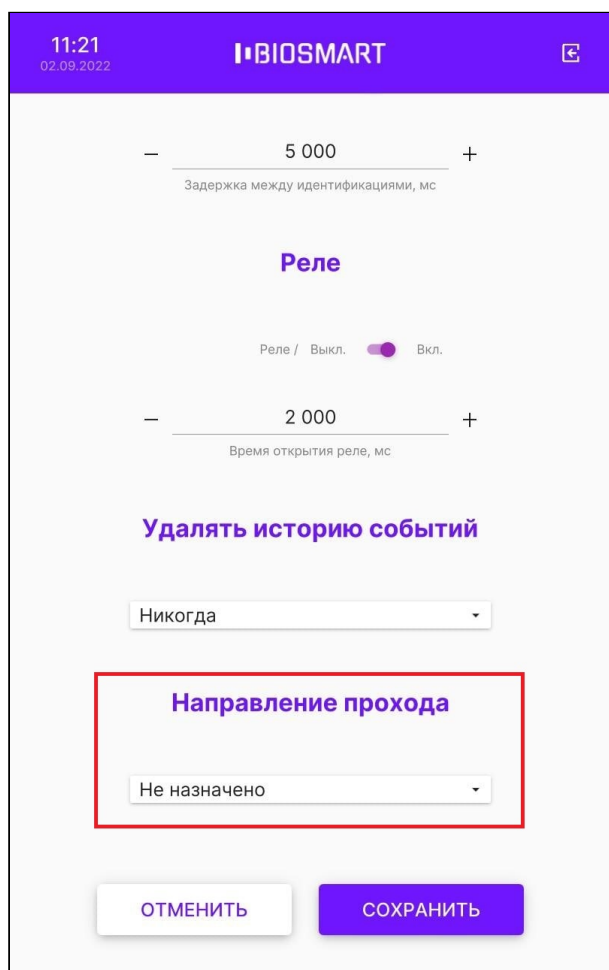 11:21
02.09.2022
BIOSMART
5 000
Задержка между идентификациями, мс
Реле
Реле / Выкл. Вкл.
2 000
Время открытия реле, мс
Удалять историю событий
Никогда
Направление прохода
Не назначено
ОТМЕНИТЬ СОХРАНИТЬ